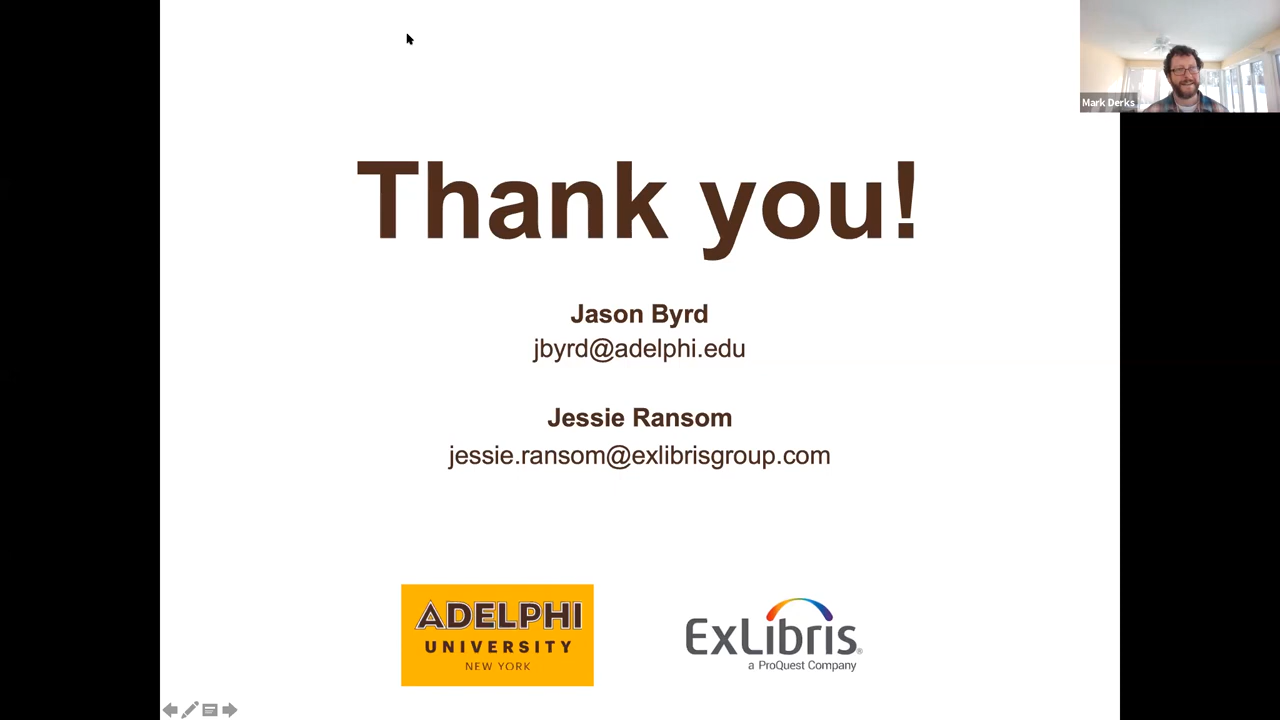 Mark Derks
Thank you!
Jason Byrd
jbyrd@adelphi.edu
Jessie Ransom
jessie.ransom@exlibrisgroup.com
ADELPHI
UNIVERSITY
NEW YORK
ExLibris®
a ProQuest Company